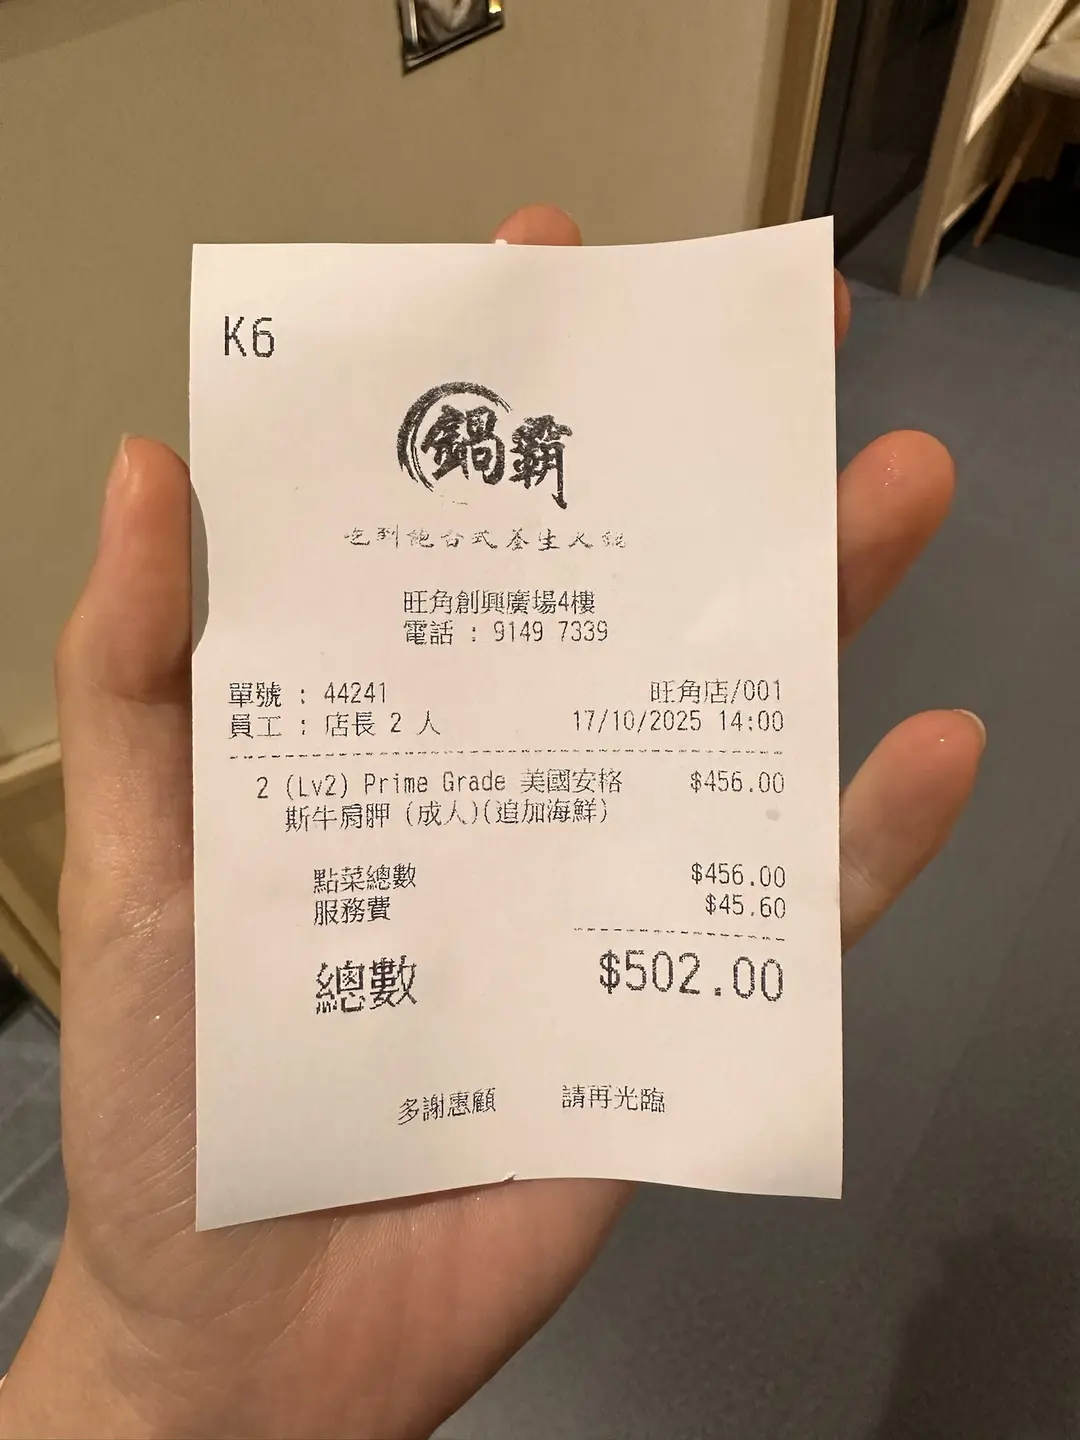 K6
鍋霸
吃到飽台式養生火鍋
旺角創興廣場4樓
電話 : 9149 7339
單號 : 44241 旺角店/001
員工 : 店長 2 人 17/10/2025 14:00
2 (Lv2) Prime Grade 美國安格 $456.00
斯牛肩胛 (成人)(追加海鮮)
點菜總數 $456.00
服務費 $45.60
總數 $502.00
多謝惠顧 請再光臨